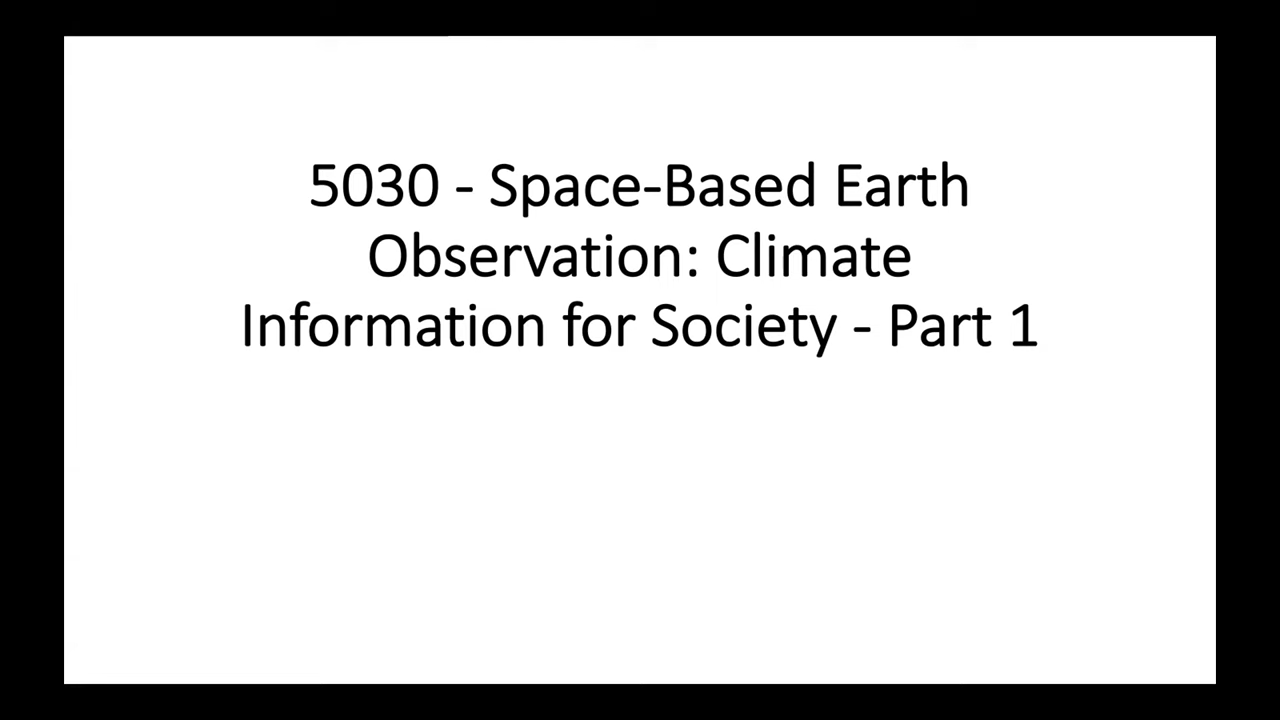 5030 - Space-Based Earth
Observation: Climate
Information for Society - Part 1